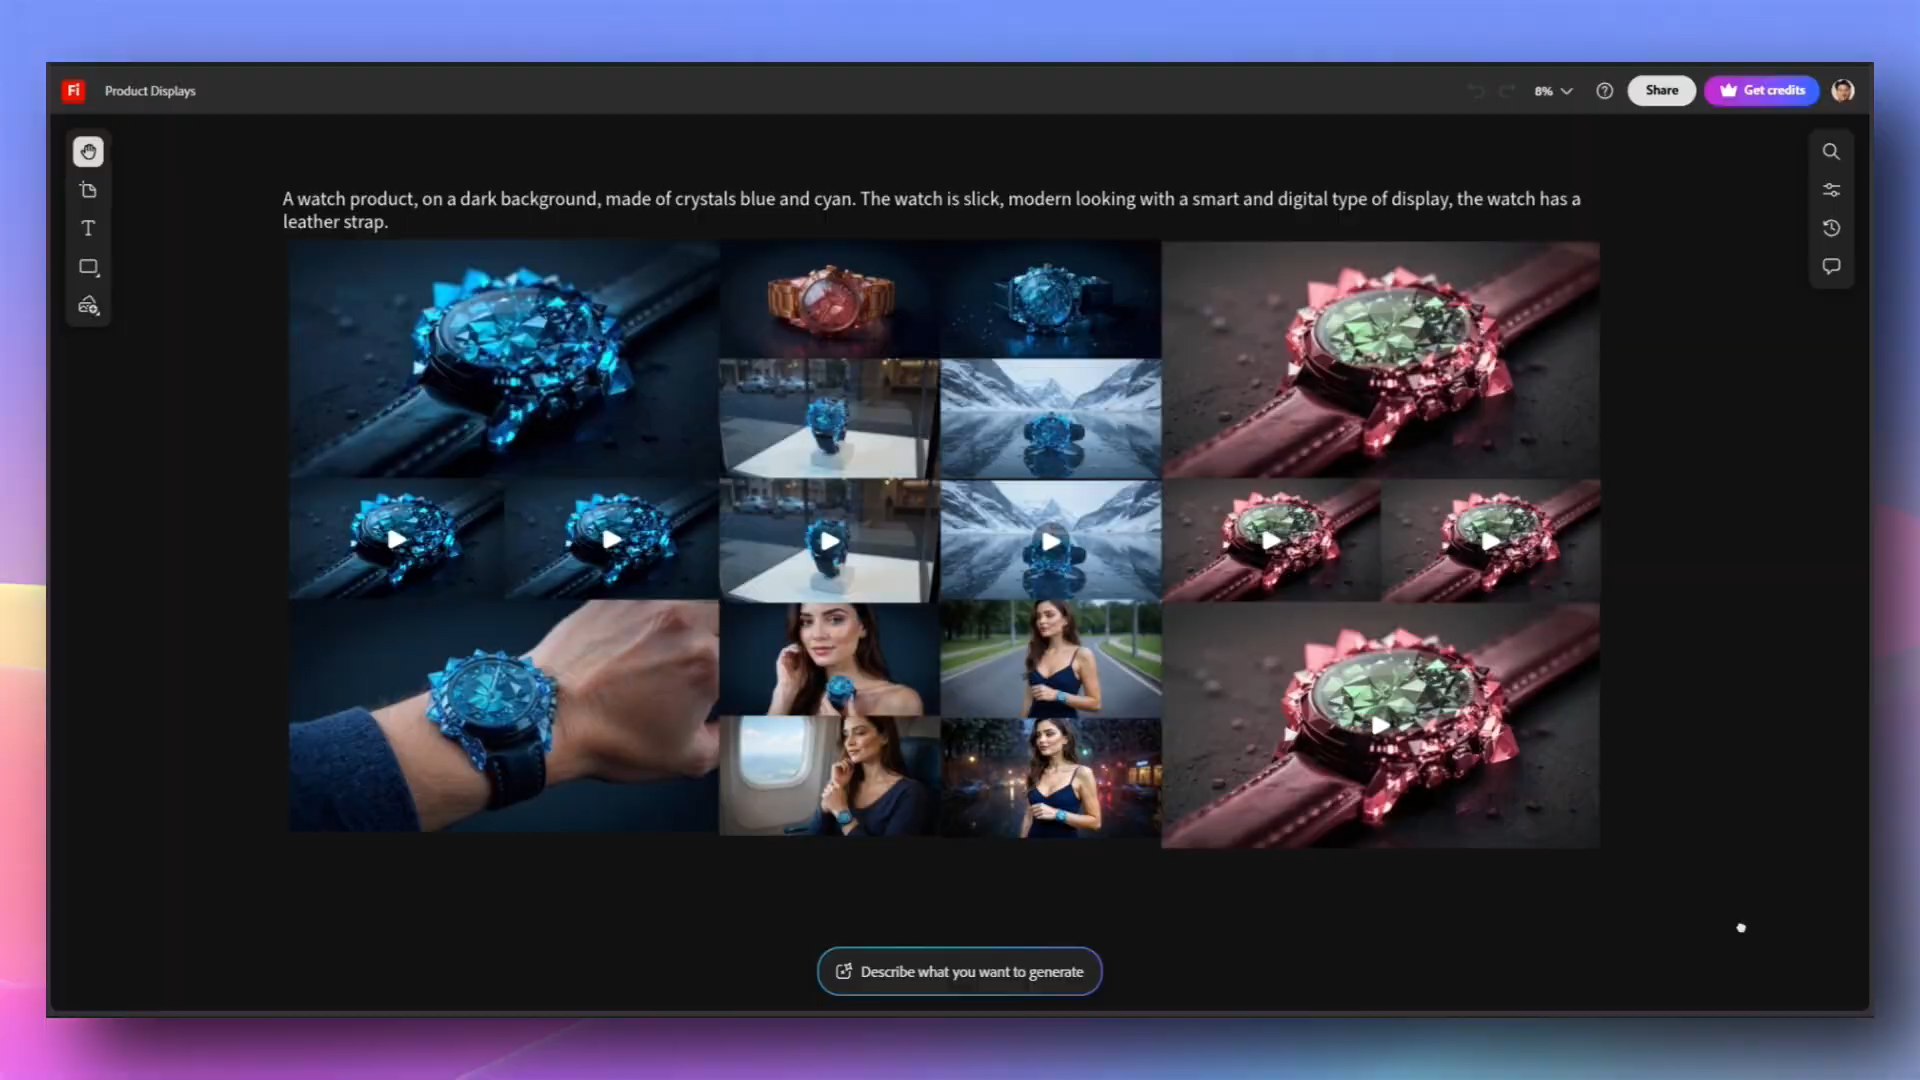 Fi
Product Displays
8%
Share
Get credits
A watch product, on a dark background, made of crystals blue and cyan. The watch is slick, modern looking with a smart and digital type of display, the watch has a
leather strap.
T
Describe what you want to generate